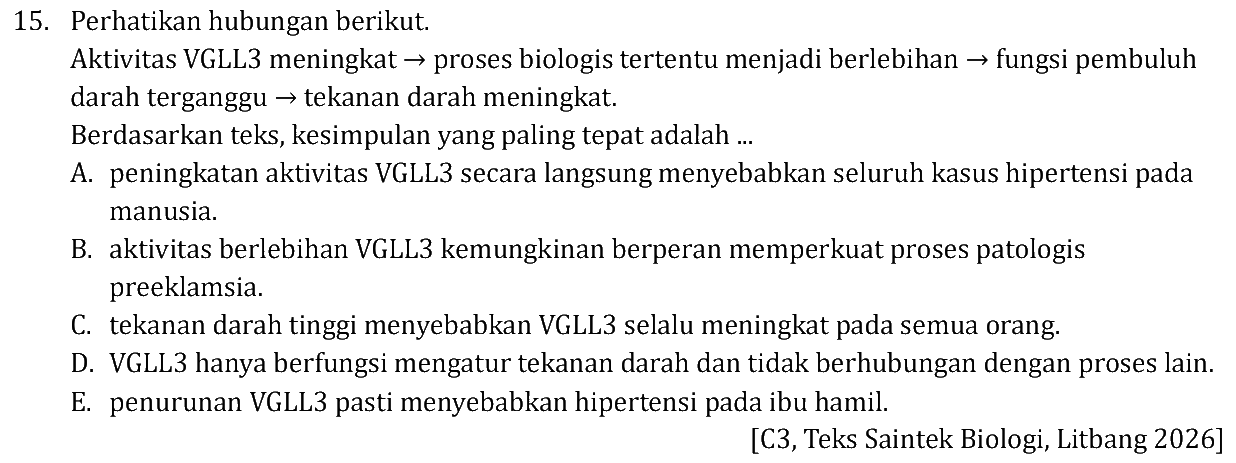 15. Perhatikan hubungan berikut.
Aktivitas VGLL3 meningkat → proses biologis tertentu menjadi berlebihan → fungsi pembuluh
darah terganggu → tekanan darah meningkat.
Berdasarkan teks, kesimpulan yang paling tepat adalah ...
A. peningkatan aktivitas VGLL3 secara langsung menyebabkan seluruh kasus hipertensi pada
manusia.
B. aktivitas berlebihan VGLL3 kemungkinan berperan memperkuat proses patologis
preeklamsia.
C. tekanan darah tinggi menyebabkan VGLL3 selalu meningkat pada semua orang.
D. VGLL3 hanya berfungsi mengatur tekanan darah dan tidak berhubungan dengan proses lain.
E. penurunan VGLL3 pasti menyebabkan hipertensi pada ibu hamil.
[C3, Teks Saintek Biologi, Litbang 2026]